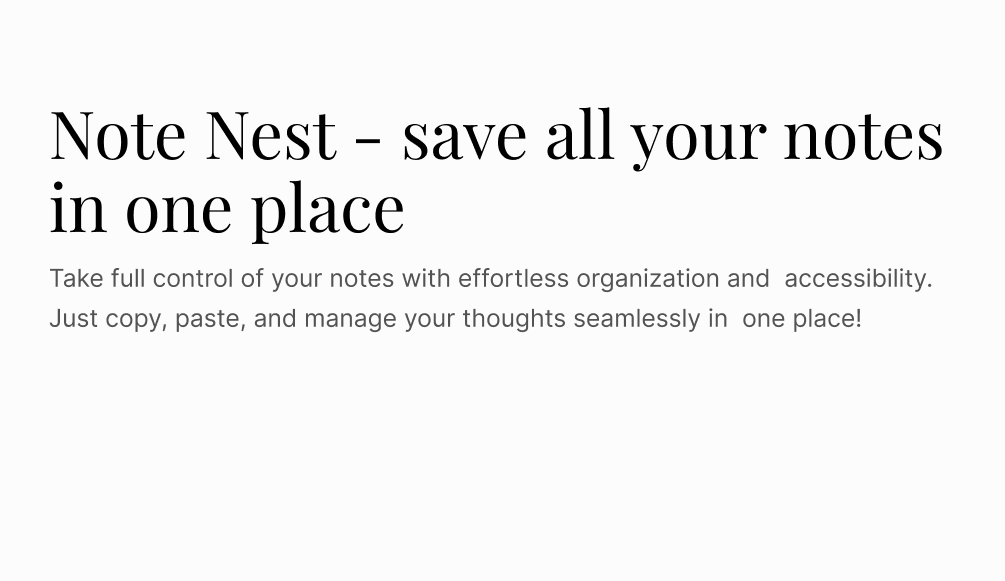 Note Nest - save all your notes
in one place
Take full control of your notes with effortless organization and  accessibility.
Just copy, paste, and manage your thoughts seamlessly in  one place!